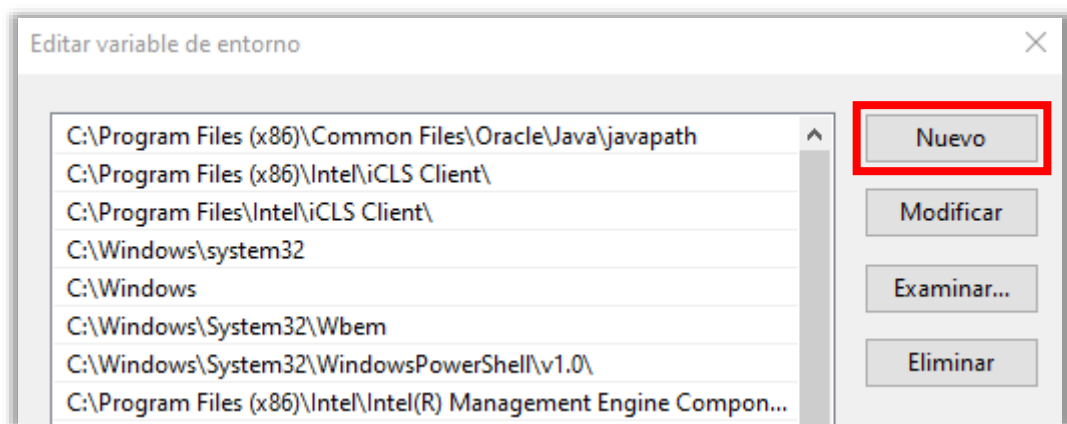 Editar variable de entorno
C:\Program Files (x86)\Common Files\Oracle\Java\javapath
Nuevo
C:\Program Files (x86)\Intel\iCLS Client\
C:\Program Files\Intel\iCLS Client\
Modificar
C:\Windows\system32
C:\Windows
Examinar...
C:\Windows\System32\Wbem
C:\Windows\System32\WindowsPowerShell\v1.0\
Eliminar
C:\Program Files (x86)\Intel\Intel(R) Management Engine Compon...